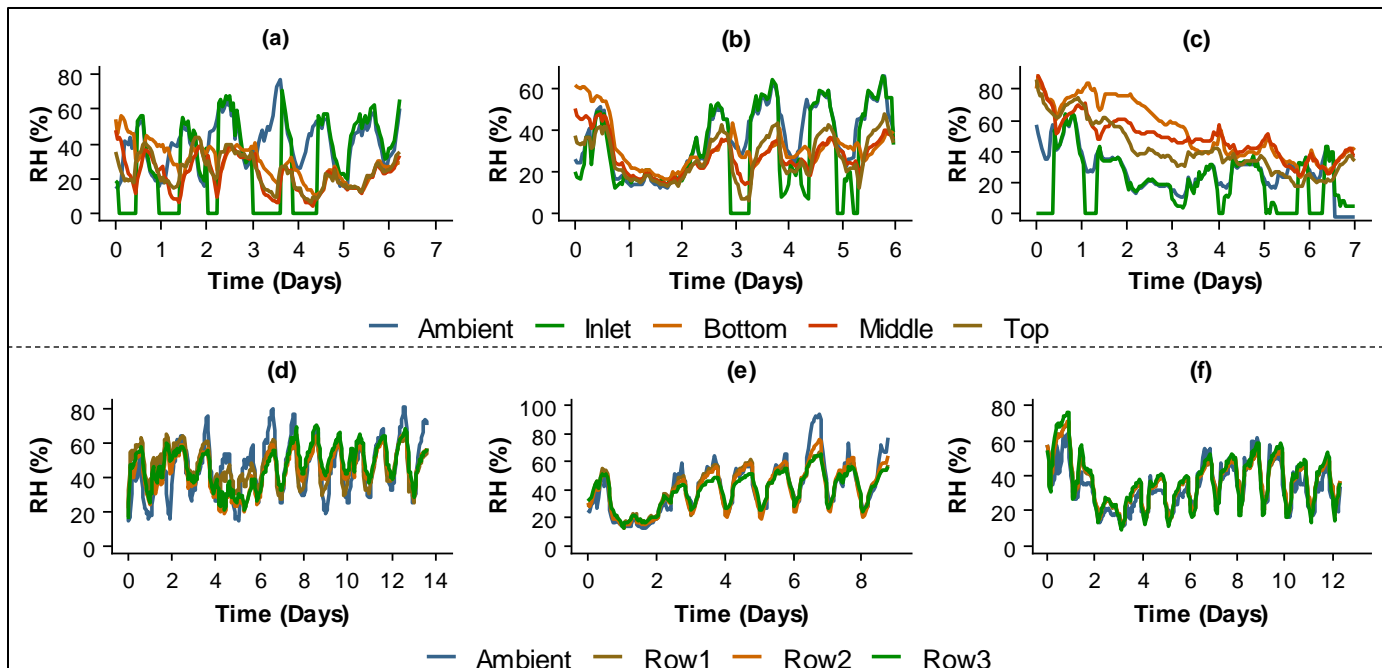 (a) (b) (c)
80 80
60 60 60
40 40 40
20 20 20
0 0 0
RH (%) RH (%) RH (%)
0 1 2 3 4 5 6 7 0 1 2 3 4 5 6 0 1 2 3 4 5 6 7
Time (Days) Time (Days) Time (Days)
Ambient Inlet Bottom Middle Top
(d) (e) (f)
80 100 80
60 80 60
40 60 40
20 40 20
0 20 0
0
RH (%) RH (%) RH (%)
0 2 4 6 8 10 12 14 0 2 4 6 8 0 2 4 6 8 10 12
Time (Days) Time (Days) Time (Days)
Ambient Row1 Row2 Row3